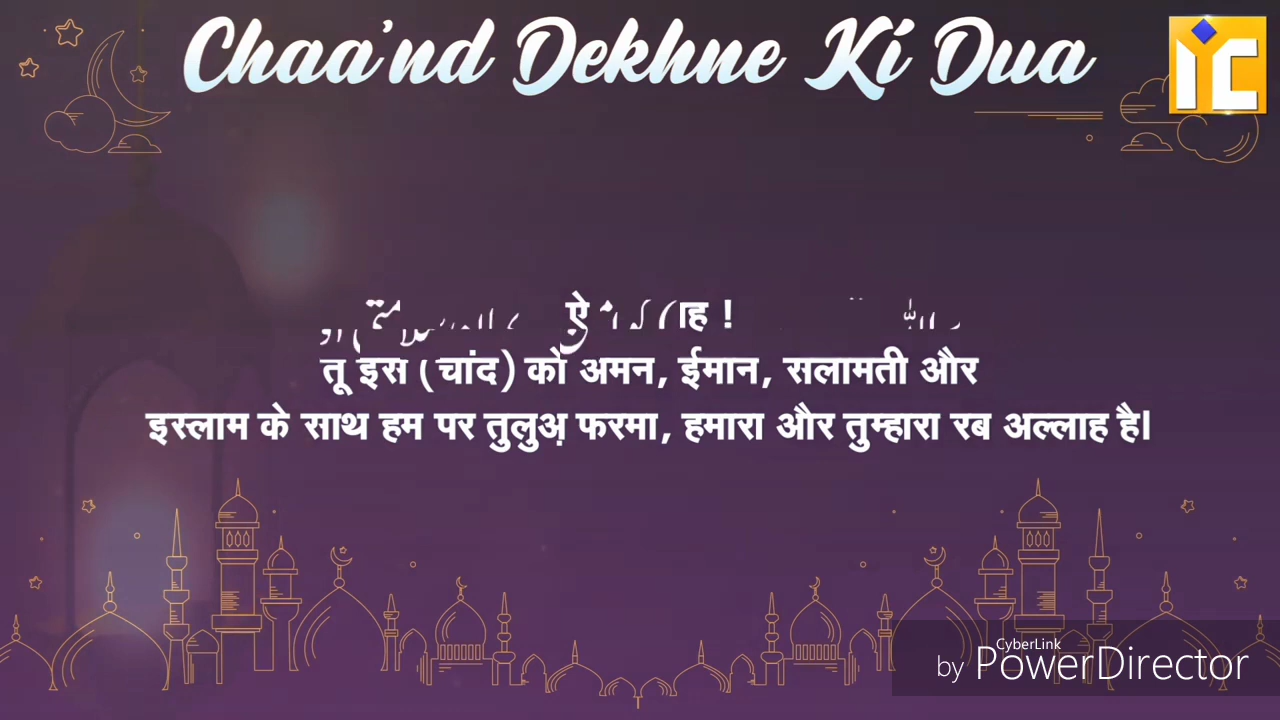 Chaa'nd Dekhne Ki Dua
YC
ऐ !
तू इस (चांद) को अमन, ईमान, सलामती और
इस्लाम के साथ हम पर तुलुअ़ फरमा, हमारा और तुम्हारा रब अल्लाह है।
CyberLink
by PowerDirector